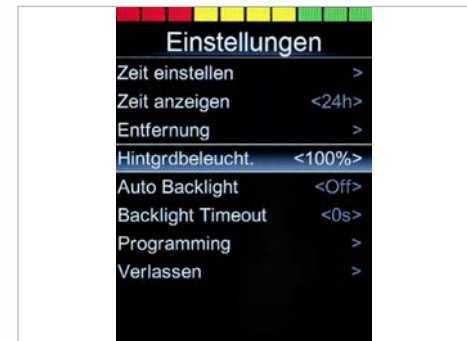 Einstellungen
Zeit einstellen >
Zeit anzeigen <24h>
Entfernung >
Hintgrdbeleucht. <100%>
Auto Backlight <Off>
Backlight Timeout <0s>
Programming >
Verlassen >